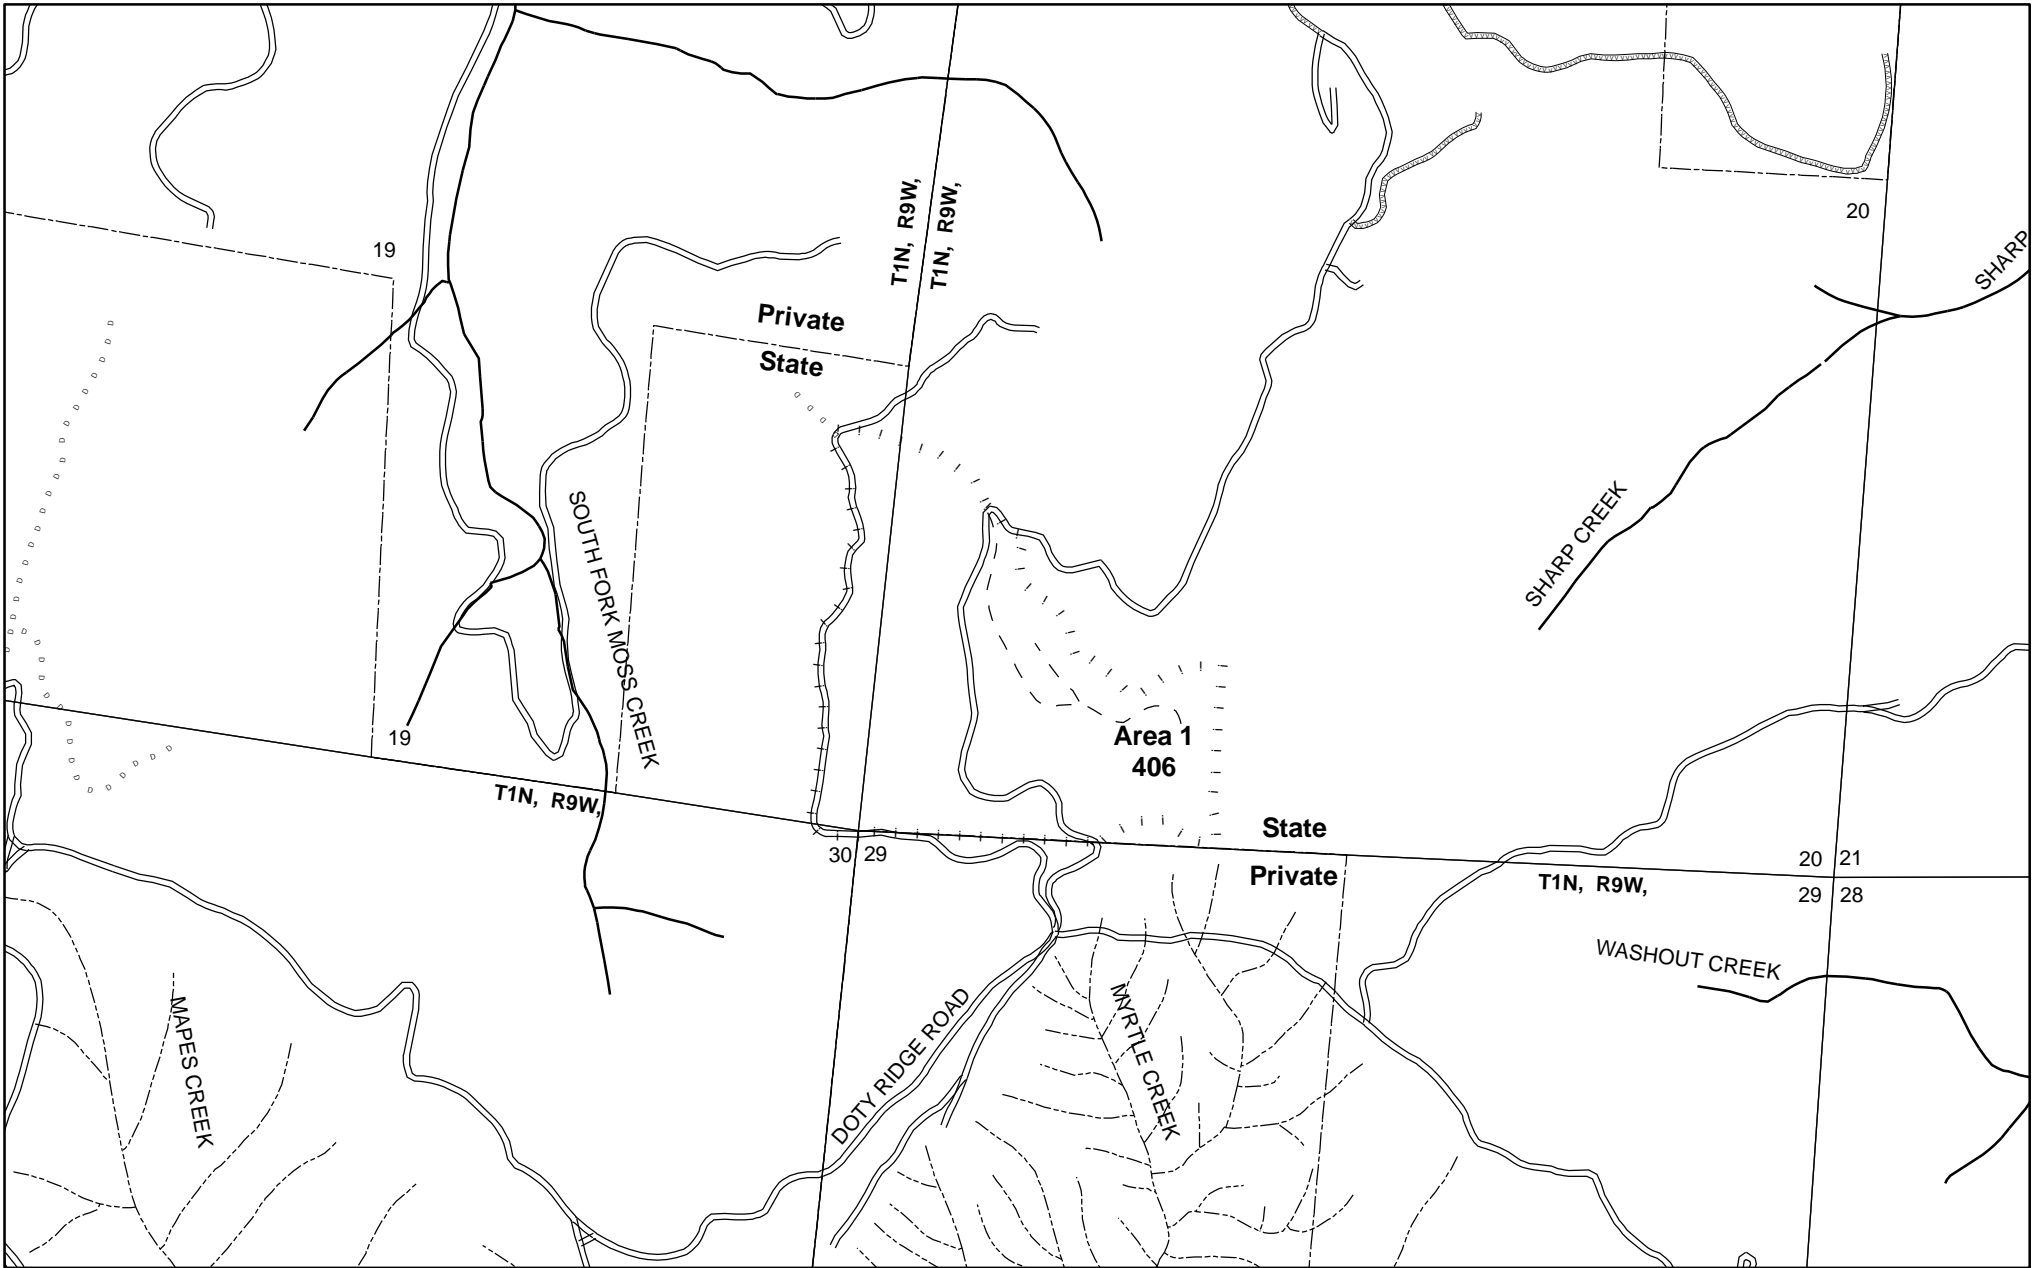 T1N, R9W,
T1N, R9W,
20
19
SHARP
Private
State
SOUTH FORK MOSS CREEK
SHARP CREEK
19
Area 1
406
T1N, R9W,
State
30 29
Private
20 21
T1N, R9W,
29 28
WASHOUT CREEK
MAPES CREEK
DOTY RIDGE ROAD
MYRTLE CREEK